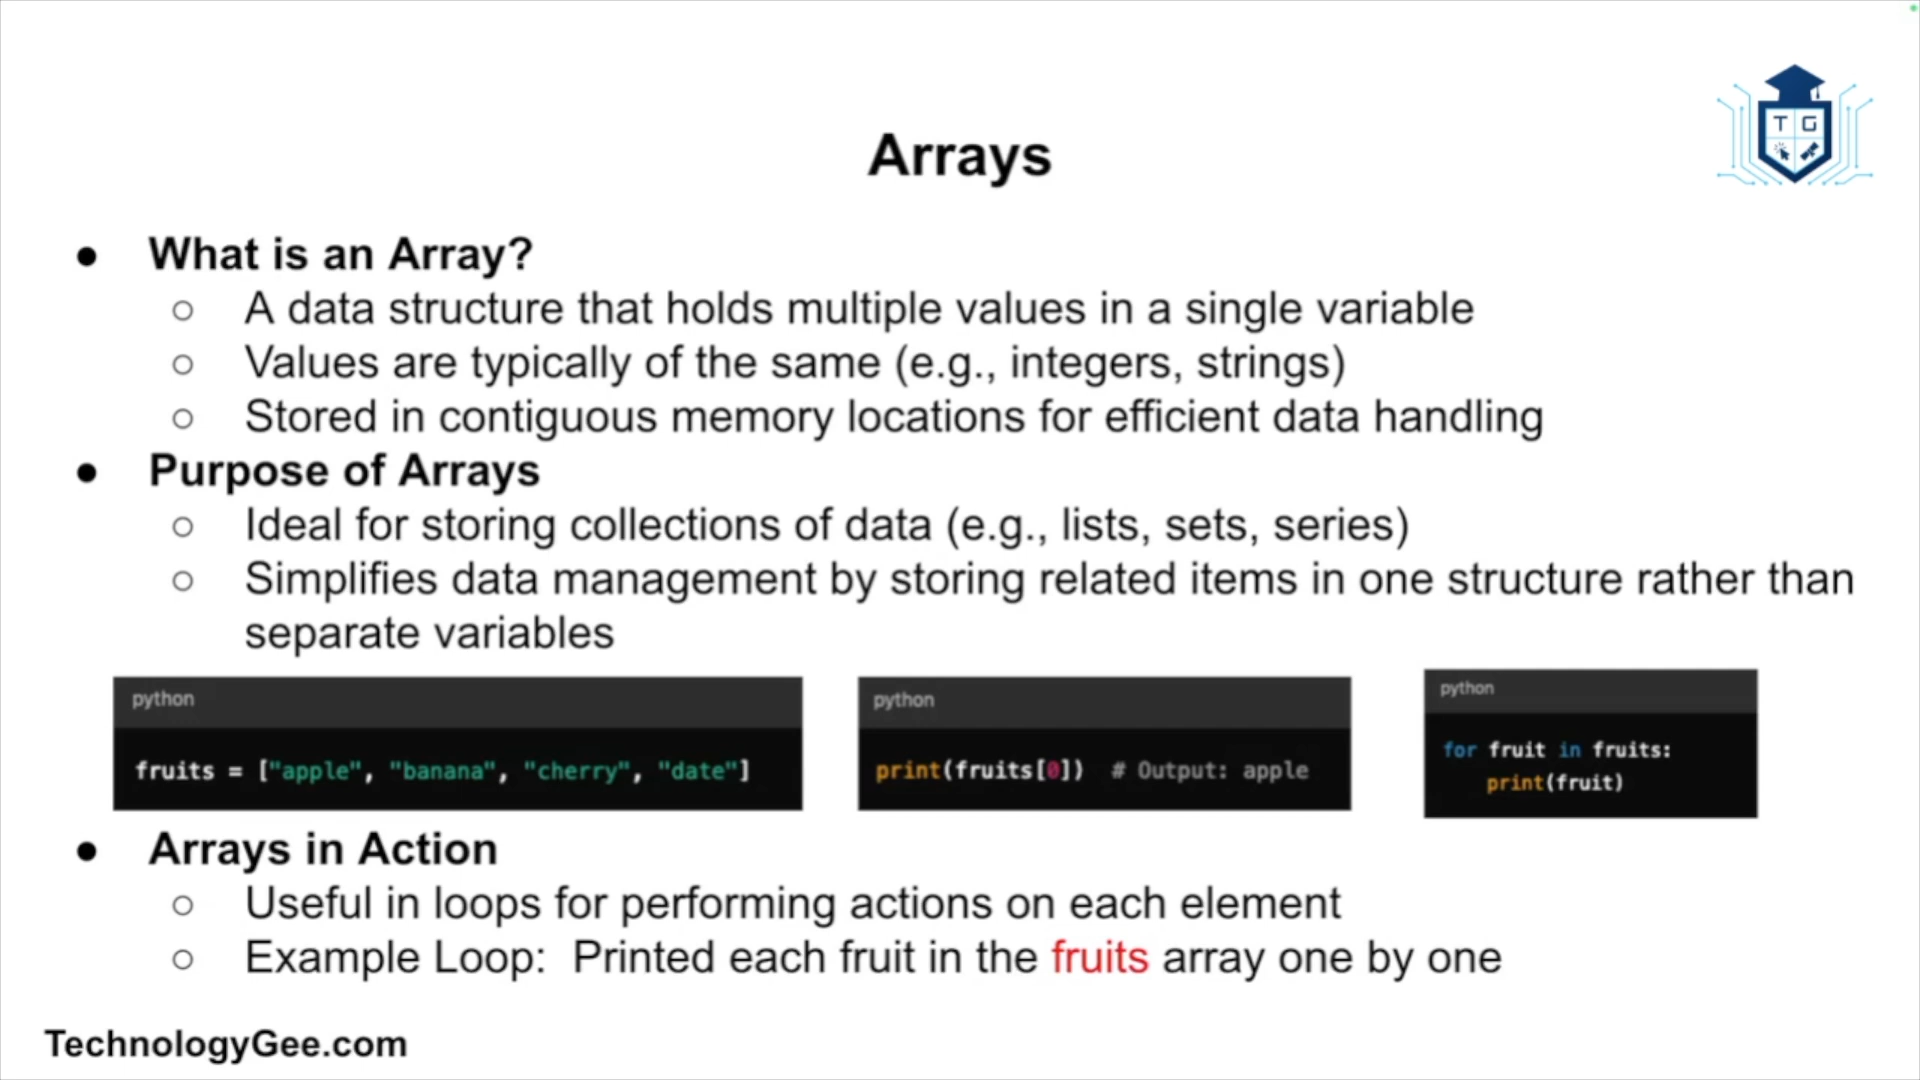 T G
Arrays
● What is an Array?
○ A data structure that holds multiple values in a single variable
○ Values are typically of the same (e.g., integers, strings)
○ Stored in contiguous memory locations for efficient data handling
● Purpose of Arrays
○ Ideal for storing collections of data (e.g., lists, sets, series)
○ Simplifies data management by storing related items in one structure rather than
separate variables
python
fruits = ["apple", "banana", "cherry", "date"]
python
print(fruits[0]) # Output: apple
python
for fruit in fruits:
    print(fruit)
● Arrays in Action
○ Useful in loops for performing actions on each element
○ Example Loop: Printed each fruit in the fruits array one by one
TechnologyGee.com